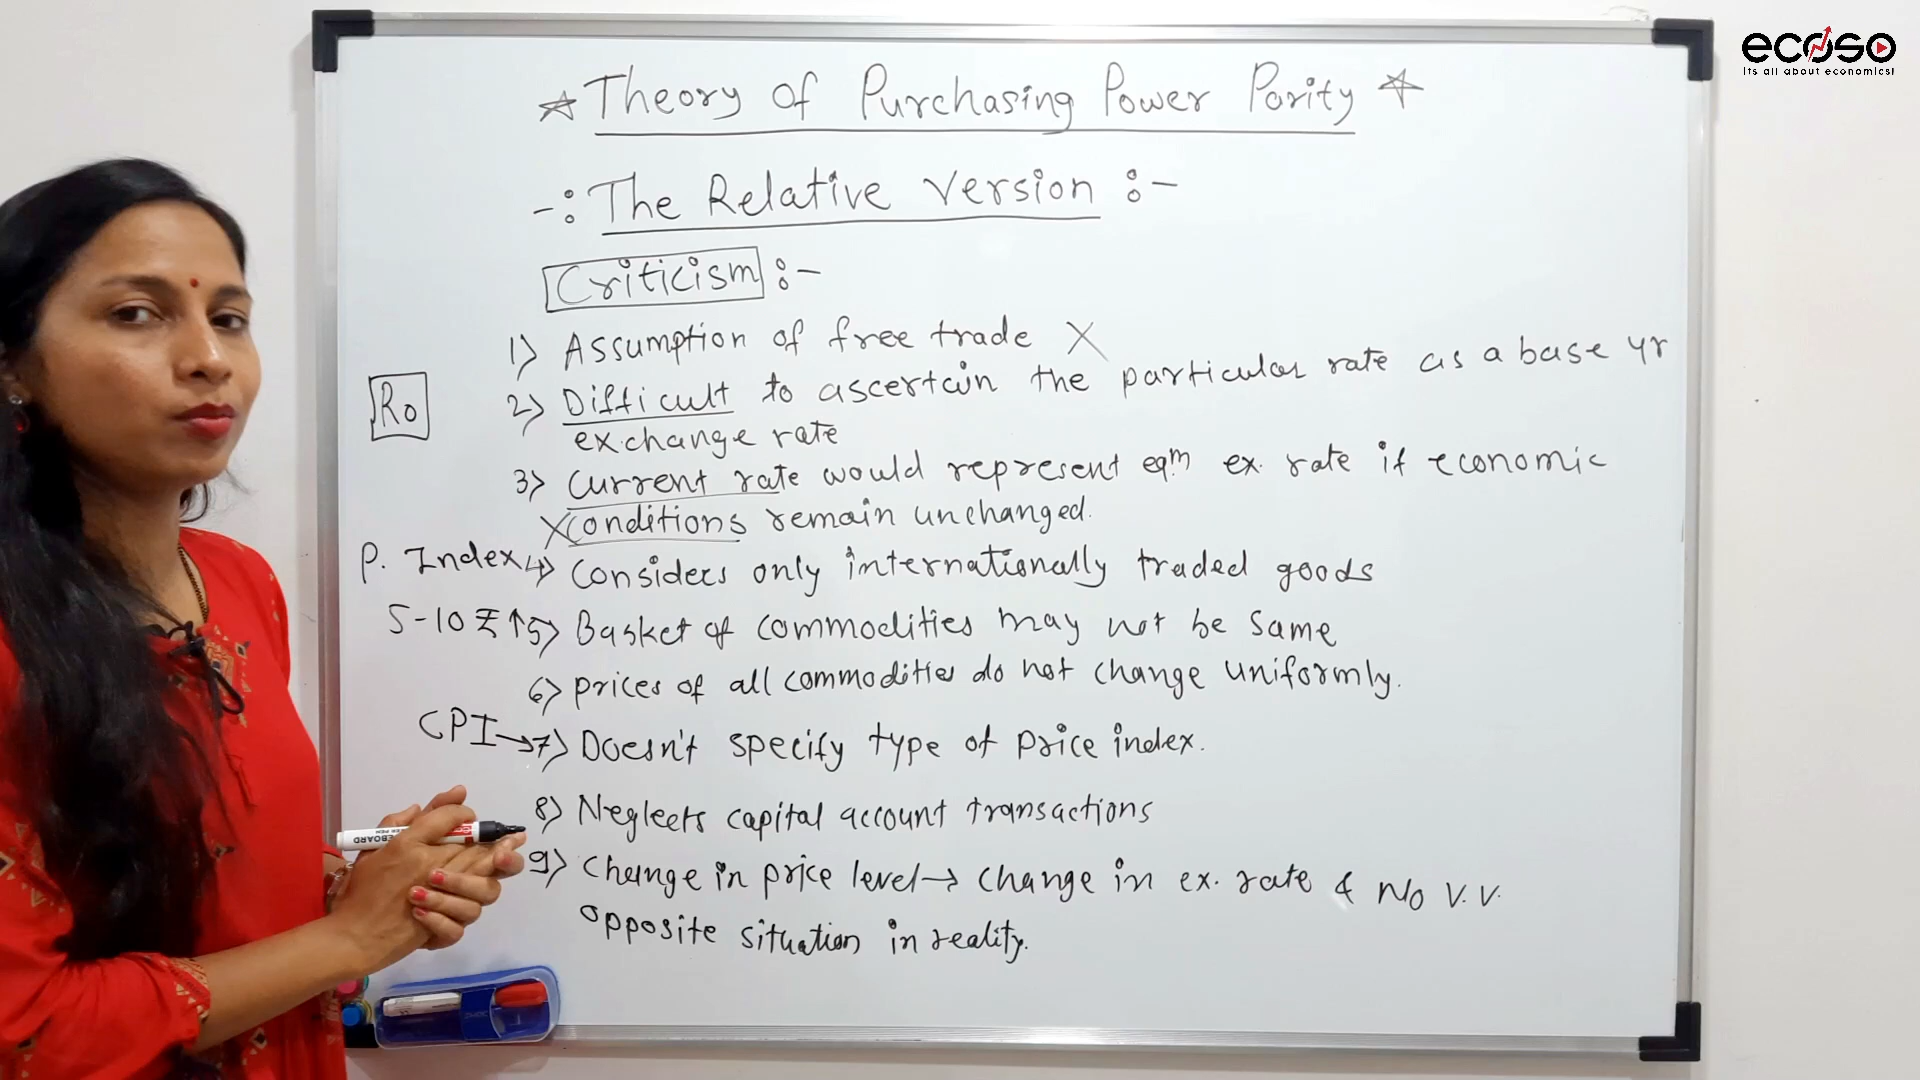 ecoso
its all about economics!
☆ Theory of Purchasing Power Parity ☆
-: The Relative Version :-
Criticism :-
1) Assumption of free trade X
2) Difficult to ascertain the particular rate as a base yr
Ro
exchange rate
3) Current rate would represent eqm ex. rate if economic
X conditions remain unchanged.
P. Index 4) Considers only internationally traded goods
5-10 ₹ ↑ 5) Basket of commodities may not be same
6) prices of all commodities do not change uniformly.
CPI → 7) Doesn't specify type of price index.
8) Neglects capital account transactions
9) Change in price level → change in ex. rate & No V.V.
opposite situation in reality.